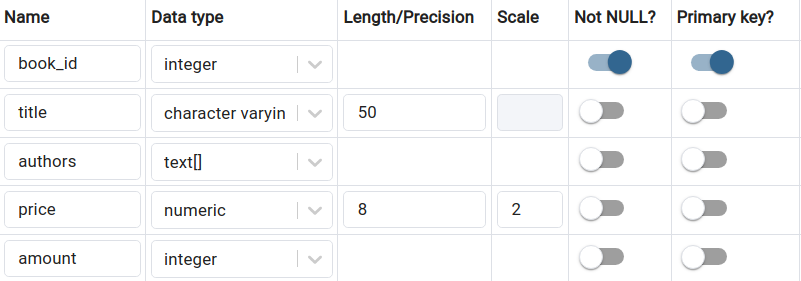 Name Data type Length/Precision Scale Not NULL? Primary key?
book_id integer
title character varyin 50
authors text[]
price numeric 8 2
amount integer